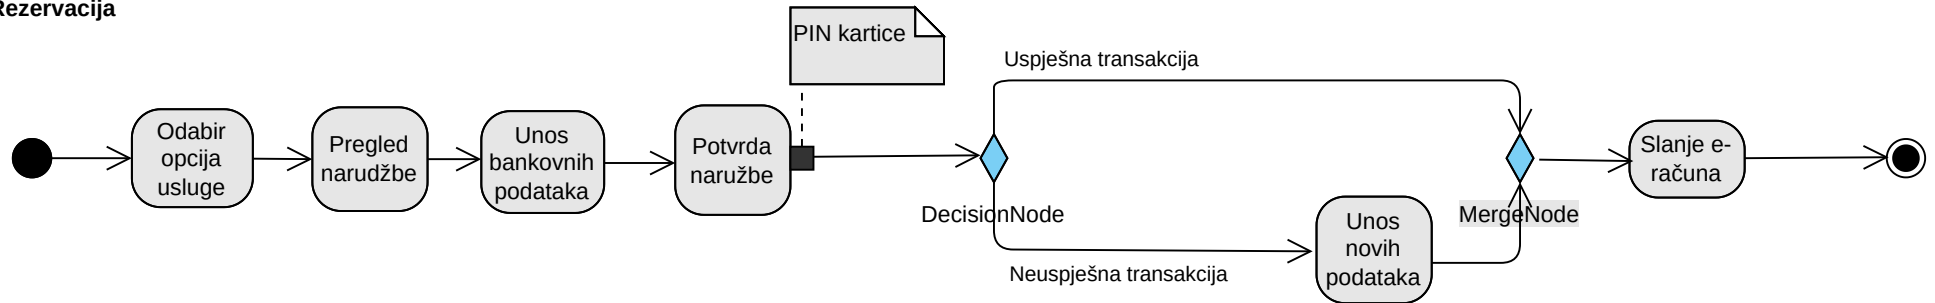 Rezervacija
Odabir
opcija
usluge
Pregled
narudžbe
Unos
bankovnih
podataka
Potvrda
naružbe
PIN kartice
Uspješna transakcija
DecisionNode
Neuspješna transakcija
Unos
novih
podataka
MergeNode
Slanje e-
računa